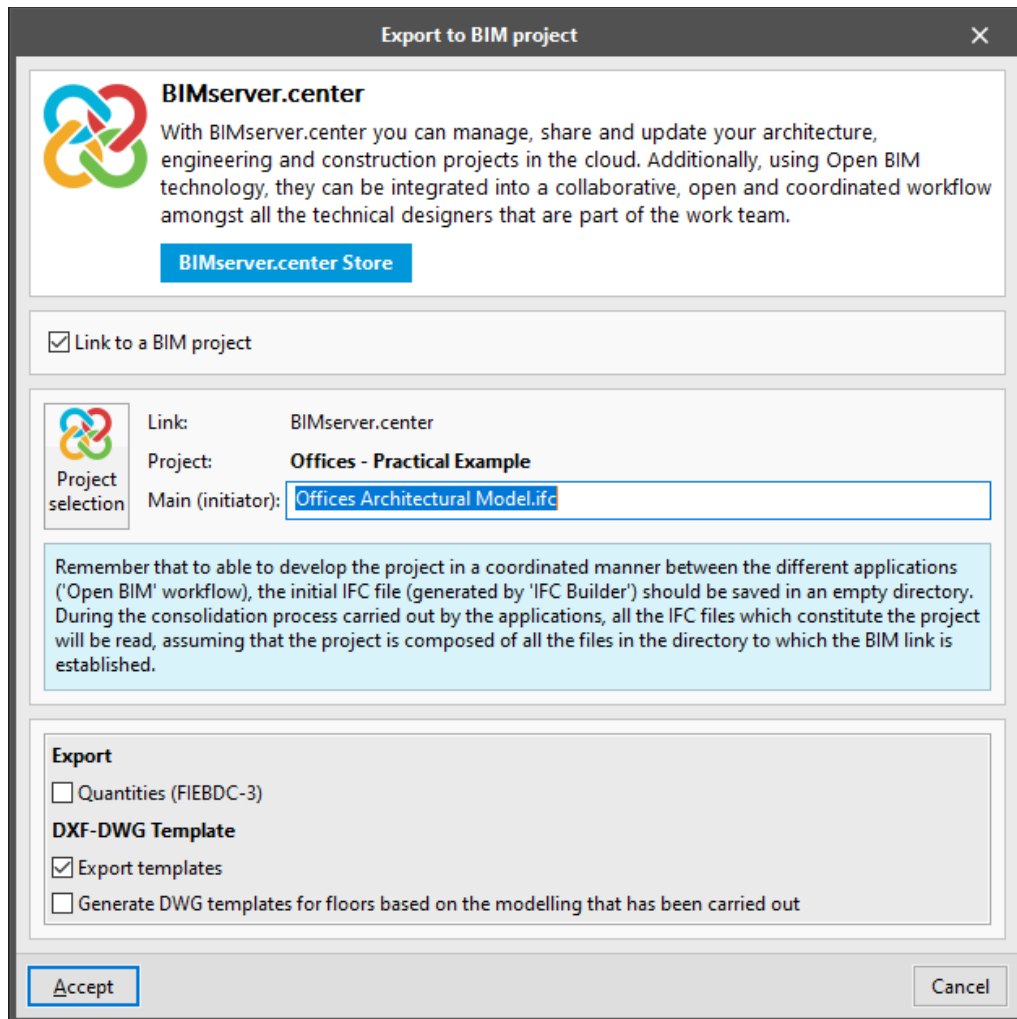 Export to BIM project
BIMserver.center
With BIMserver.center you can manage, share and update your architecture,
engineering and construction projects in the cloud. Additionally, using Open BIM
technology, they can be integrated into a collaborative, open and coordinated workflow
amongst all the technical designers that are part of the work team.
BIMserver.center Store
Link to a BIM project
Project
selection
Link: BIMserver.center
Project: Offices - Practical Example
Main (initiator): Offices Architectural Model.ifc
Remember that to able to develop the project in a coordinated manner between the different applications
('Open BIM' workflow), the initial IFC file (generated by 'IFC Builder') should be saved in an empty directory.
During the consolidation process carried out by the applications, all the IFC files which constitute the project
will be read, assuming that the project is composed of all the files in the directory to which the BIM link is
established.
Export
Quantities (FIEBDC-3)
DXF-DWG Template
Export templates
Generate DWG templates for floors based on the modelling that has been carried out
Accept
Cancel